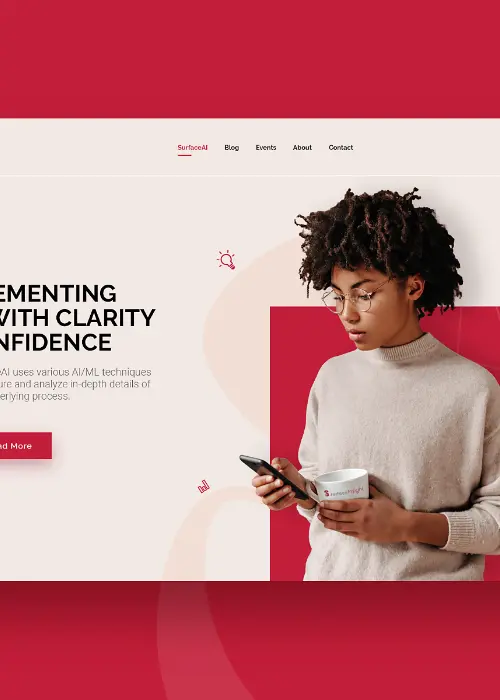 SurfaceAI Blog Events About Contact
EMENTING
WITH CLARITY
NFIDENCE
AI uses various AI/ML techniques
ure and analyze in-depth details of
erlying process.
ad More